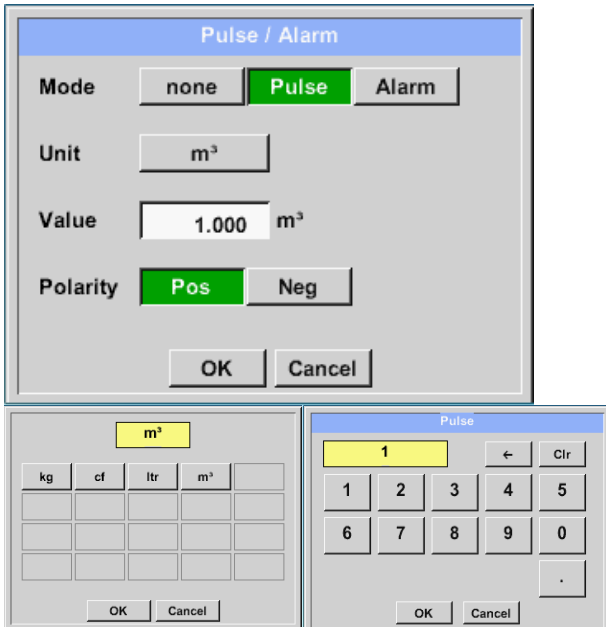 Pulse / Alarm
Mode none Pulse Alarm
Unit m³
Value 1.000 m³
Polarity Pos Neg
OK Cancel
m³
kg cf ltr m³
OK Cancel
Pulse
1 ← Clr
1 2 3 4 5
6 7 8 9 0
.
OK Cancel